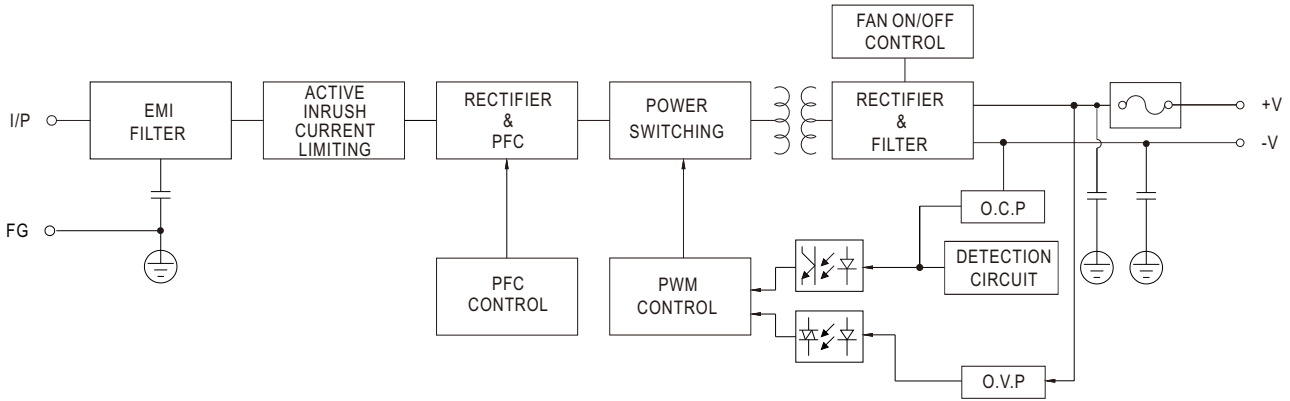 FAN ON/OFF
CONTROL
I/P
EMI
FILTER
ACTIVE
INRUSH
CURRENT
LIMITING
RECTIFIER
&
PFC
POWER
SWITCHING
RECTIFIER
&
FILTER
+V
-V
FG
O.C.P
PFC
CONTROL
PWM
CONTROL
DETECTION
CIRCUIT
O.V.P